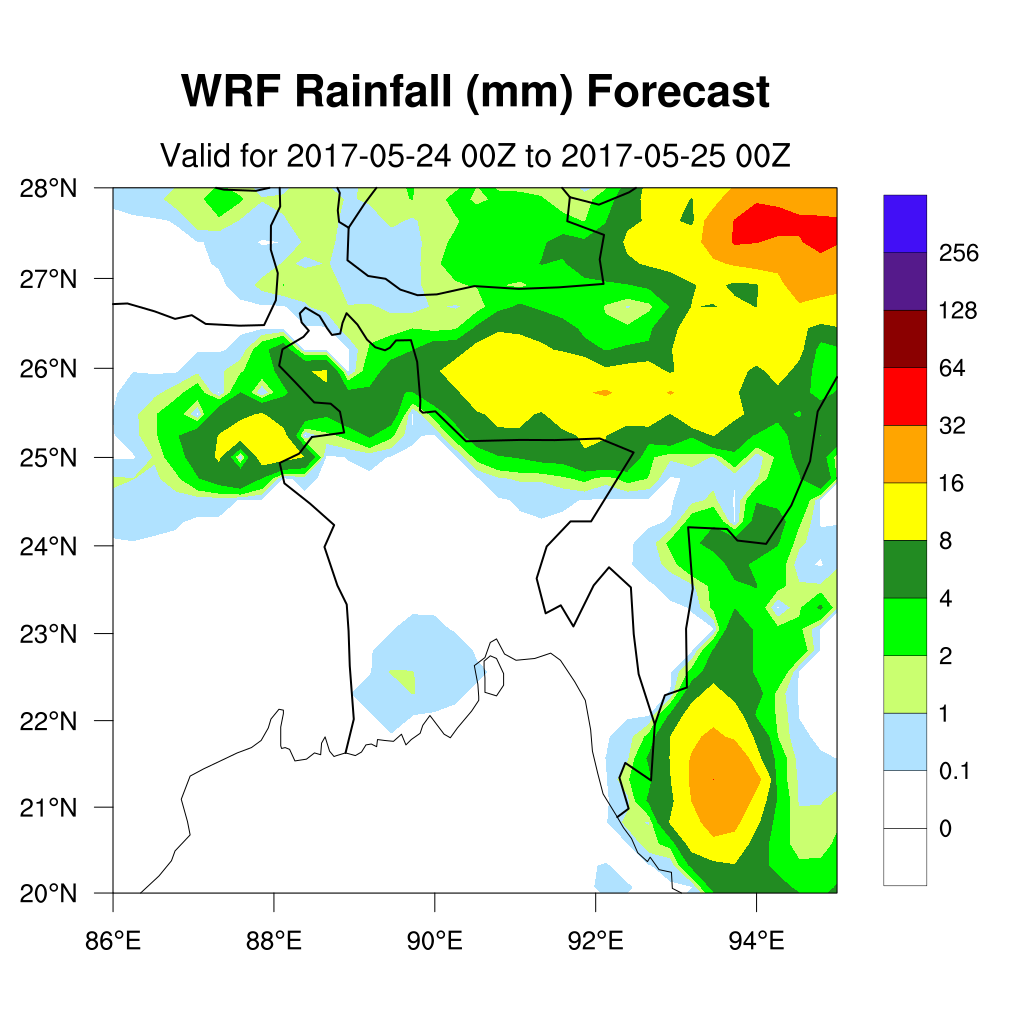 WRF Rainfall (mm) Forecast
Valid for 2017-05-24 00Z to 2017-05-25 00Z
28°N
27°N
26°N
25°N
24°N
23°N
22°N
21°N
20°N
86°E
88°E
90°E
92°E
94°E
256
128
64
32
16
8
4
2
1
0.1
0